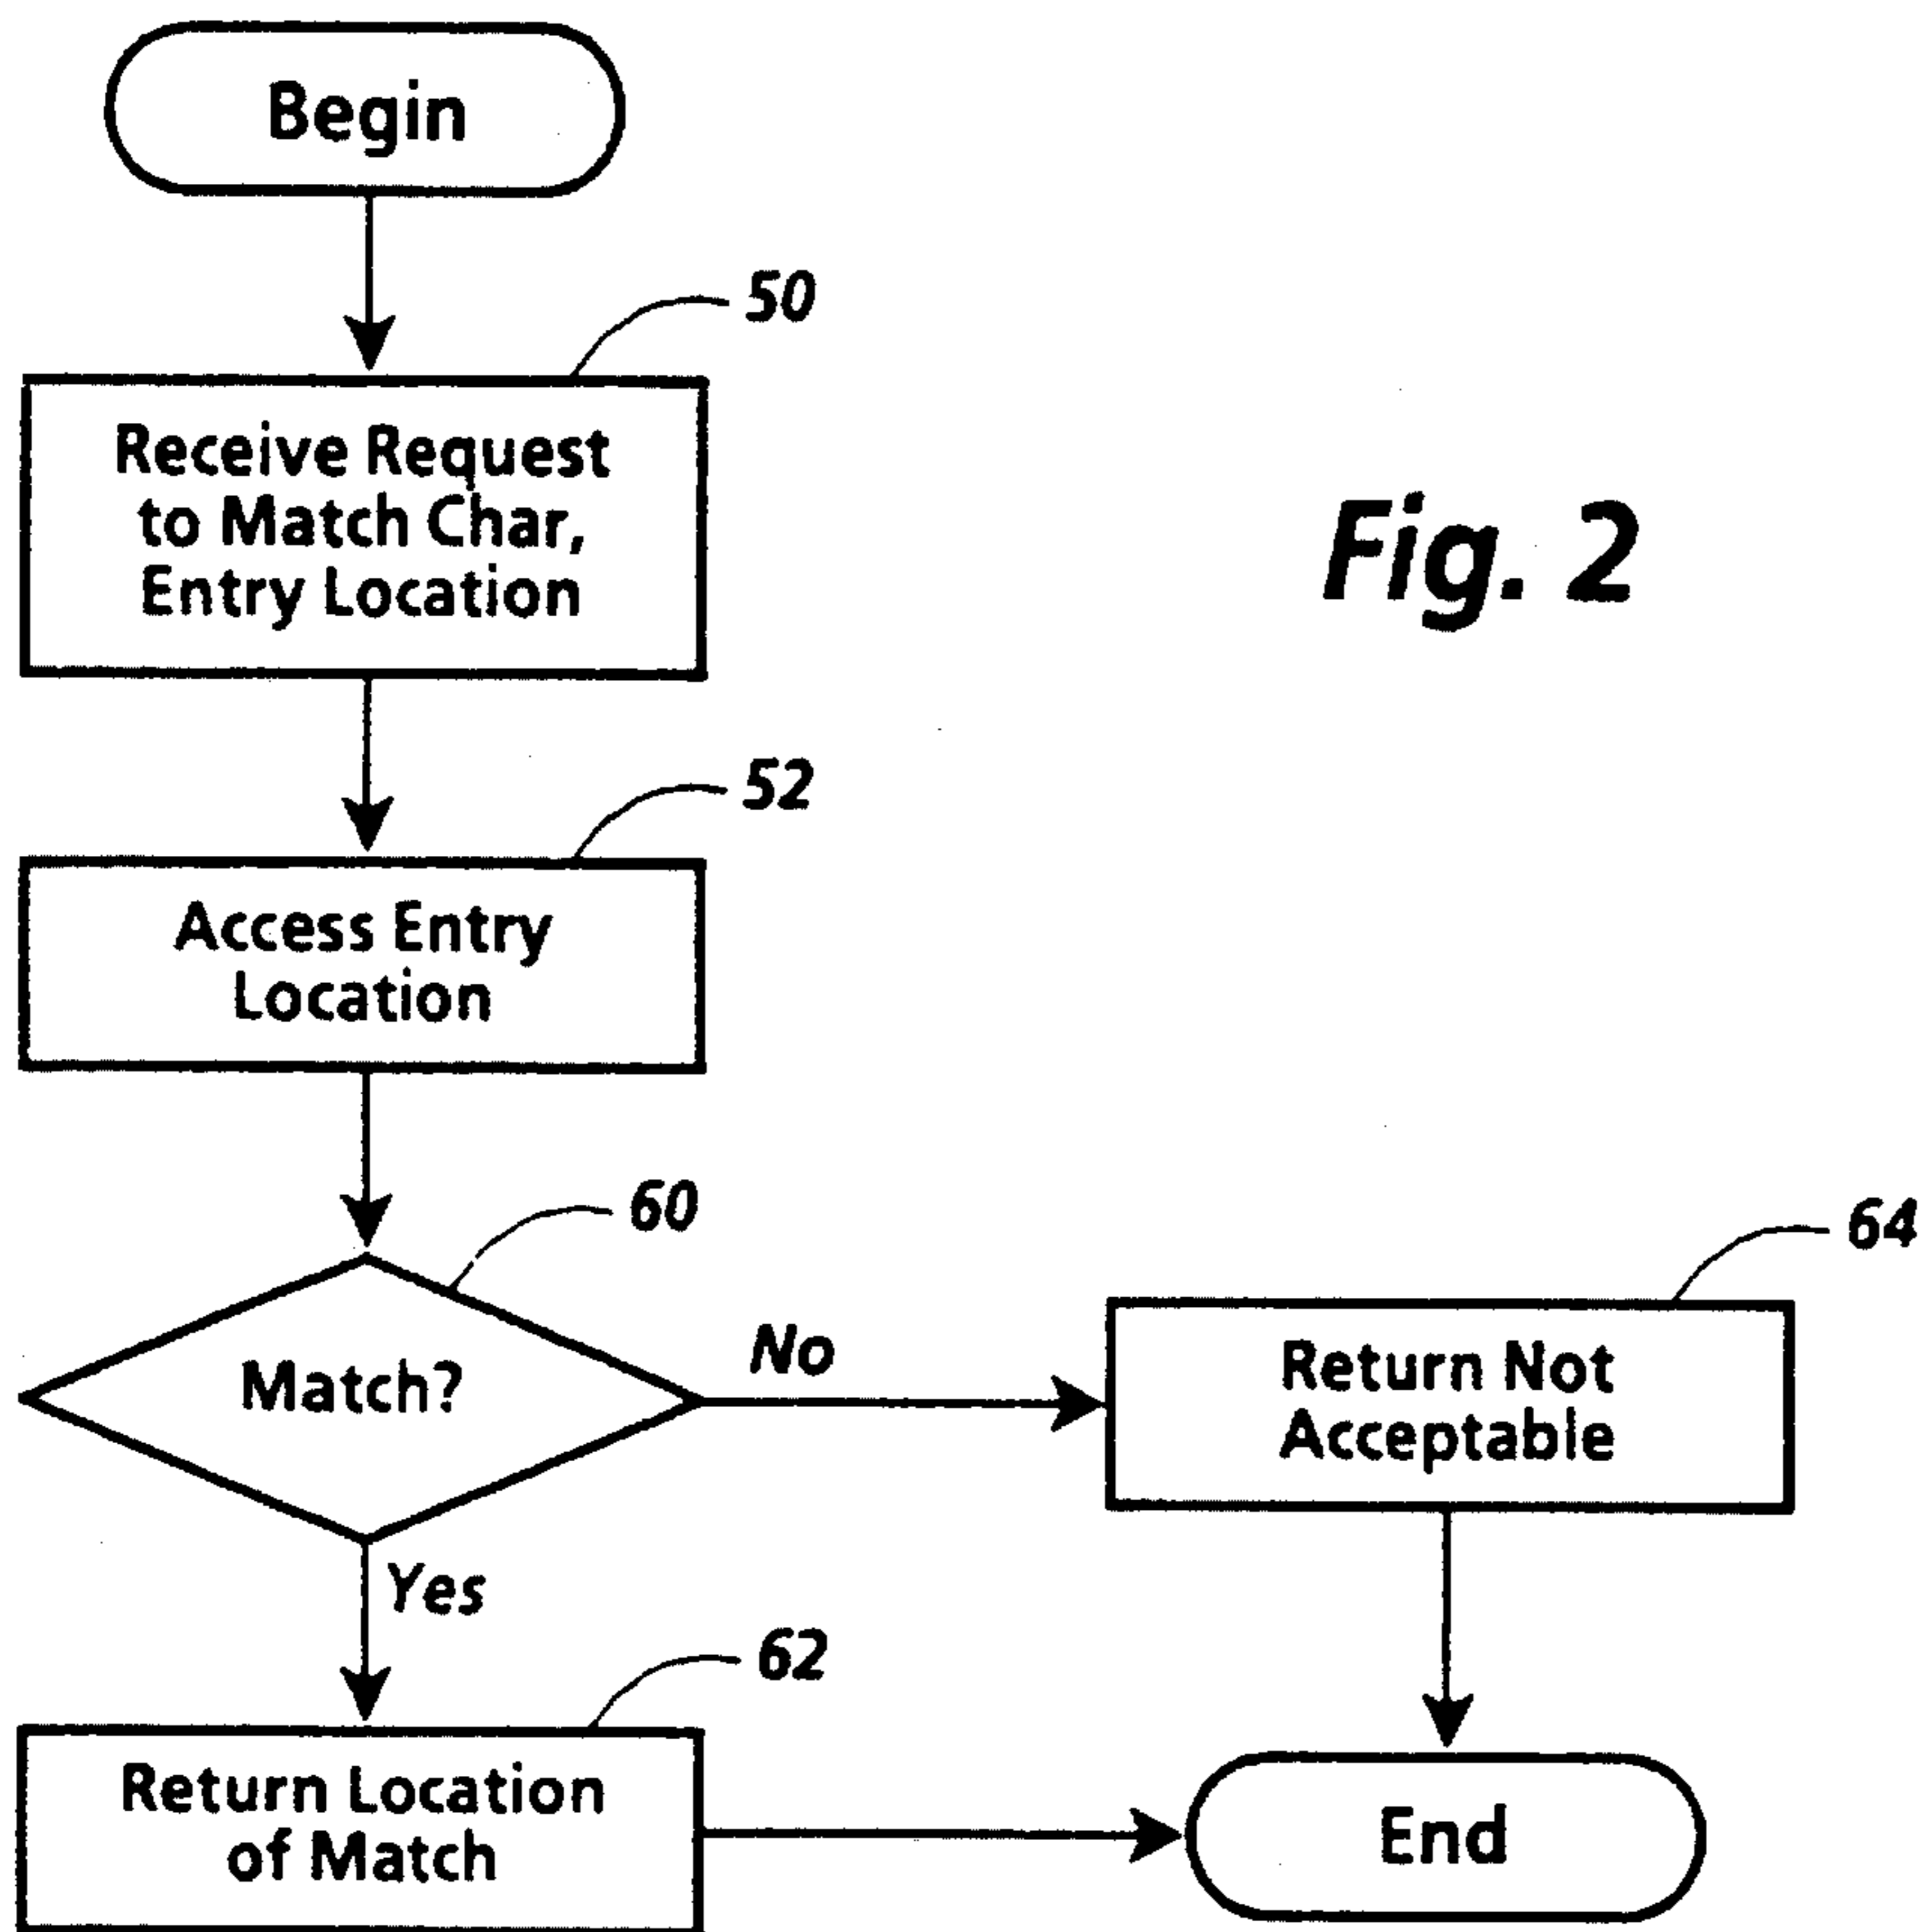 Begin
50
Receive Request
to Match Char,
Entry Location
Fig. 2
52
Access Entry
Location
60
Match?
No
64
Return Not
Acceptable
Yes
62
Return Location
of Match
End